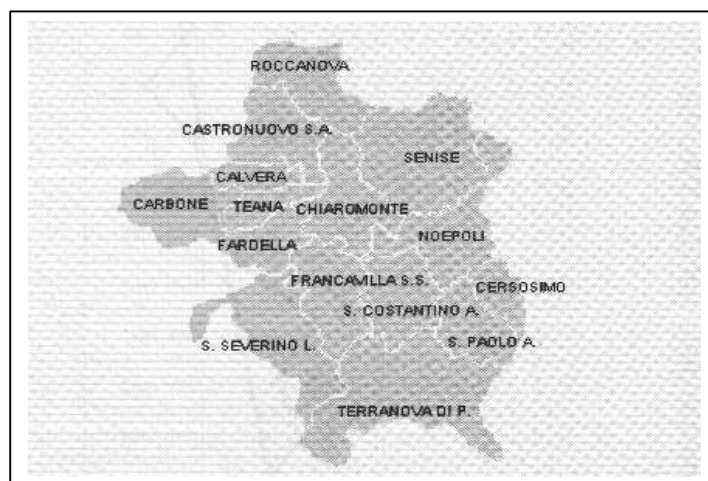 ROCCANOVA
CASTRONUOVO S.A.
SENISE
CALVERA
CARBONE
TEANA
CHIAROMONTE
FARDELLA
NOEPOLI
FRANCAVILLA S.S.
CERSOSIMO
S. COSTANTINO A.
S. SEVERINO L.
S. PAOLO A.
TERRANOVA DI P.